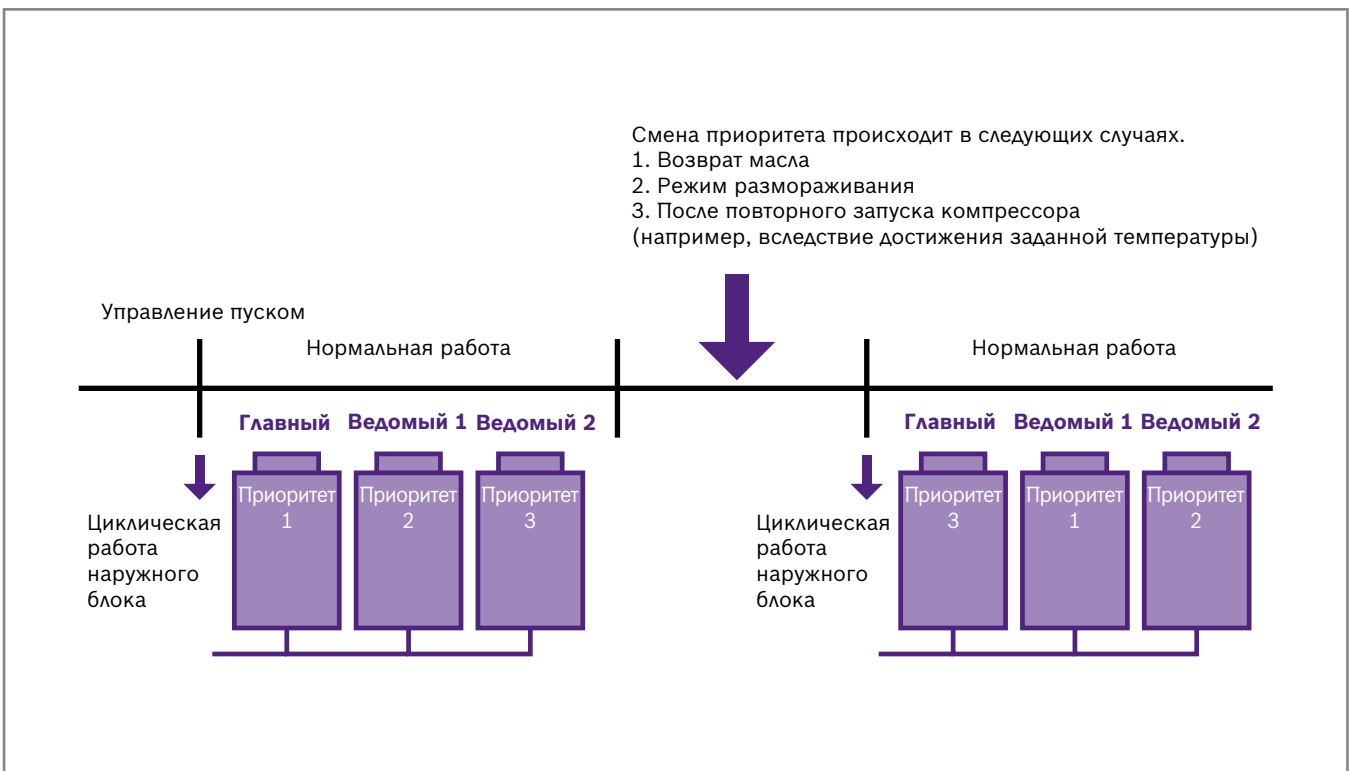 Смена приоритета происходит в следующих случаях.
1. Возврат масла
2. Режим размораживания
3. После повторного запуска компрессора
(например, вследствие достижения заданной температуры)
Управление пуском
Нормальная работа
Нормальная работа
Главный Ведомый 1 Ведомый 2
Главный Ведомый 1 Ведомый 2
Приоритет
1
Приоритет
2
Приоритет
3
Циклическая
работа
наружного
блока
Приоритет
3
Приоритет
1
Приоритет
2
Циклическая
работа
наружного
блока